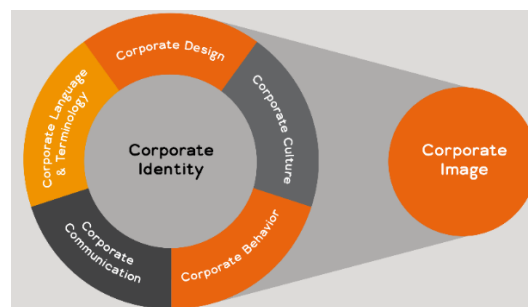 Corporate Design
Corporate Culture
Corporate Behavior
Corporate
Communication
Corporate Language
& Terminology
Corporate
Identity
Corporate
Image